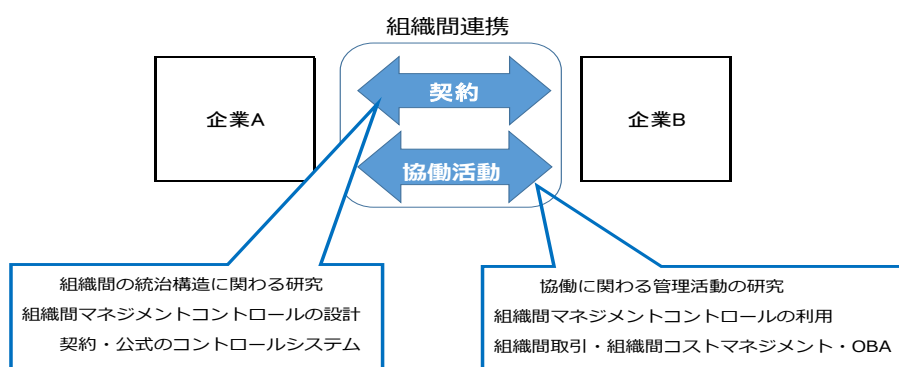 組織間連携
契約
企業A
企業B
協働活動
組織間の統治構造に関わる研究
組織間マネジメントコントロールの設計
契約・公式のコントロールシステム
協働に関わる管理活動の研究
組織間マネジメントコントロールの利用
組織間取引・組織間コストマネジメント・OBA